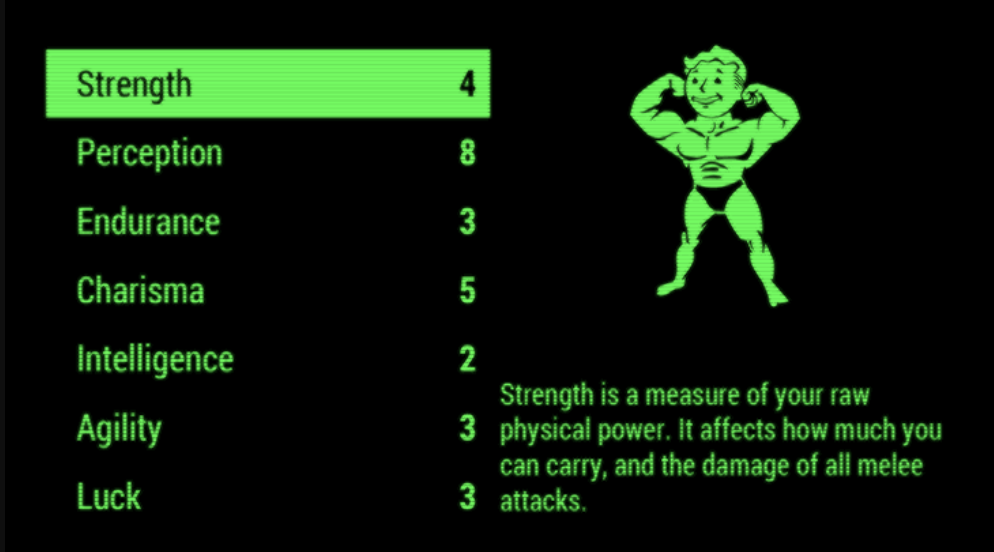 Strength 4
Perception 8
Endurance 3
Charisma 5
Intelligence 2
Agility 3
Luck 3
Strength is a measure of your raw
physical power. It affects how much you
can carry, and the damage of all melee
attacks.